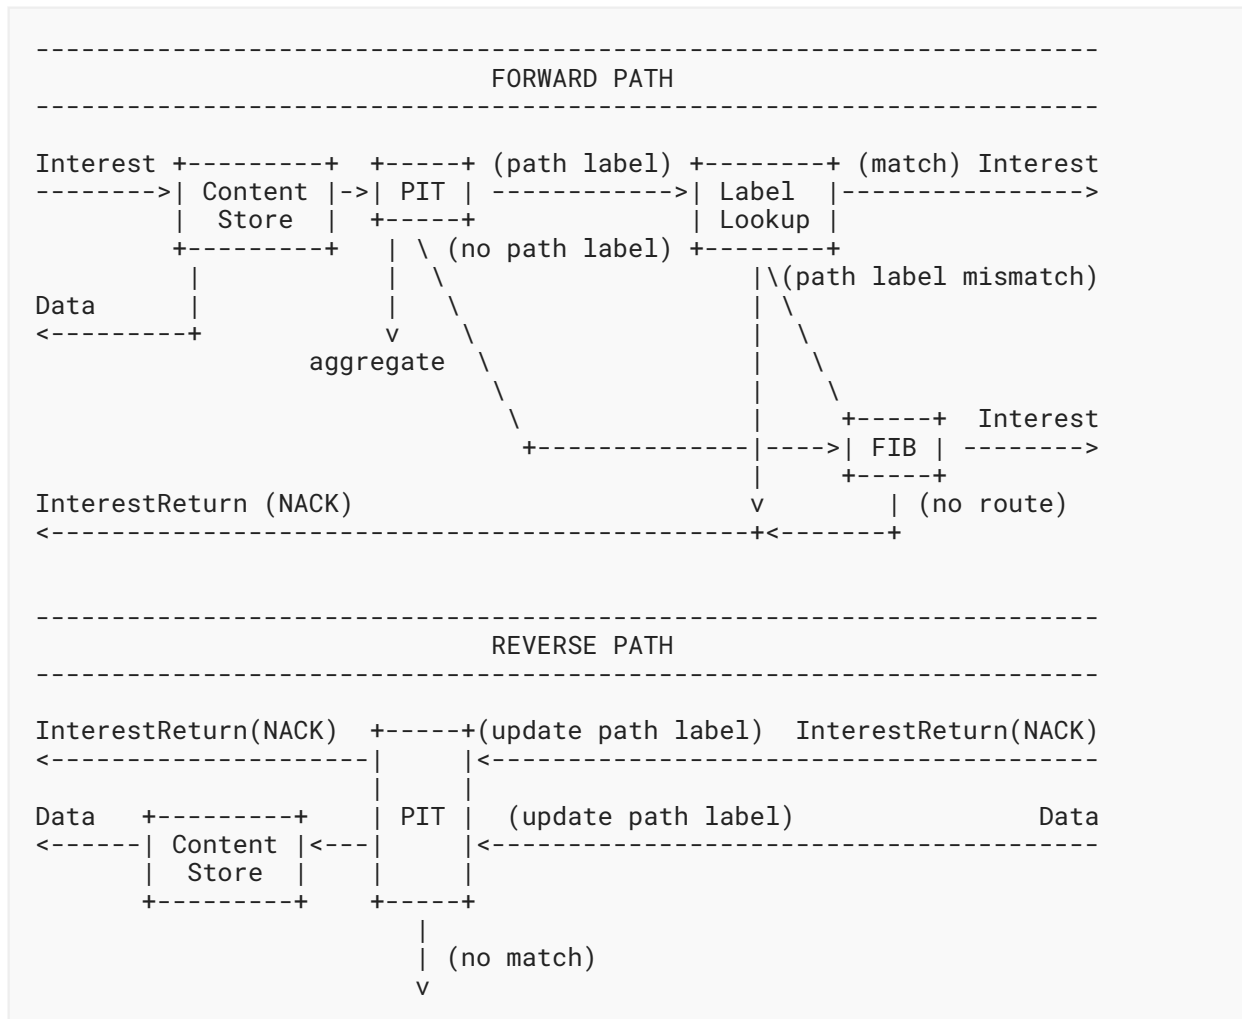 ----------------------------------------------------------------------
                              FORWARD PATH
----------------------------------------------------------------------

Interest +---------+  +-----+ (path label) +--------+ (match) Interest
-------->| Content |->| PIT | ------------>| Label  |---------------->
         |  Store  |  +-----+              | Lookup |
         +---------+   | \ (no path label) +--------+
          |            |  \                    |\(path label mismatch)
Data      |            |   \                   | \
<---------+            v    \                  |  \
                  aggregate  \                 |   \
                              \                |    \
                               \               |     +-----+  Interest
                                +--------------|---->| FIB | -------->
                                               |     +-----+
InterestReturn (NACK)                          v        | (no route)
<----------------------------------------------+<-------+


----------------------------------------------------------------------
                              REVERSE PATH
----------------------------------------------------------------------

InterestReturn(NACK)  +-----+(update path label)  InterestReturn(NACK)
<---------------------|     |<----------------------------------------
                      |     |
Data   +---------+    | PIT |  (update path label)                Data
<------| Content |<---|     |<----------------------------------------
       |  Store  |    |     |
       +---------+    +-----+
                         |
                         | (no match)
                         v